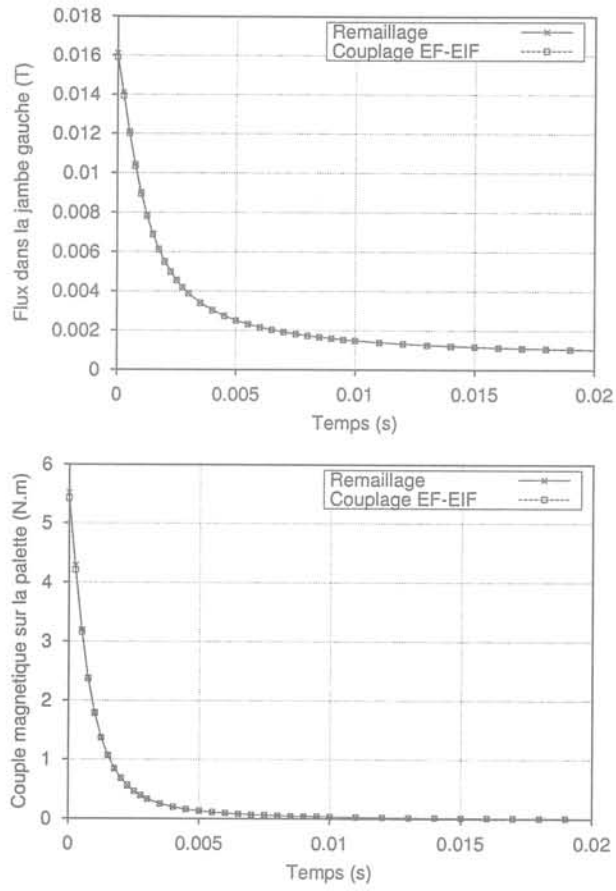 0.018
0.016
0.014
0.012
0.01
0.008
0.006
0.004
0.002
0
Flux dans la jambe gauche (T)
Remaillage
Couplage EF-EIF
0 0.005 0.01 0.015 0.02
Temps (s)
6
5
4
3
2
1
0
Couple magnetique sur la palette (N.m)
Remaillage
Couplage EF-EIF
0 0.005 0.01 0.015 0.02
Temps (s)